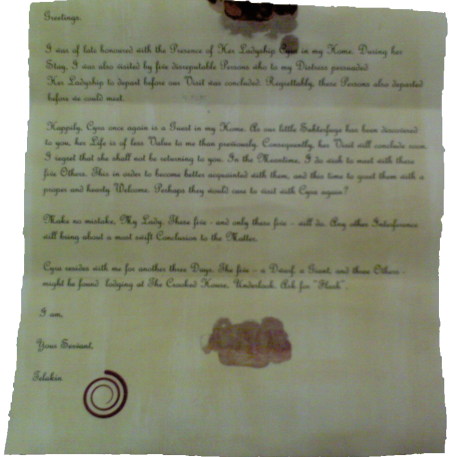 Greetings,
I was of late honoured with the Presence of Her Ladyship Cyra in my Home. During her
Stay, I was also visited by five disreputable Persons who to my Distress persuaded
Her Ladyship to depart before our Visit was concluded. Regrettably, these Persons also departed
before we could meet.
Happily, Cyra once again is a Guest in my Home. As our little Subterfuge has been discovered
to you, her Life is of less Value to me than previously. Consequently, her Visit will conclude soon.
I regret that she shall not be returning to you. In the Meantime, I do wish to meet with these
five Others. This in order to become better acquainted with them, and this time to greet them with a
proper and hearty Welcome. Perhaps they would care to visit with Cyra again?
Make no mistake, My Lady. These five - and only these five - will do. Any other Interference
will bring about a most swift Conclusion to the Matter.
Cyra resides with me for another three Days. The five - a Dwarf, a Giant, and three Others -
might be found lodging at The Crooked House, Underlook. Ask for "Flask".
I am,
Your Servant,